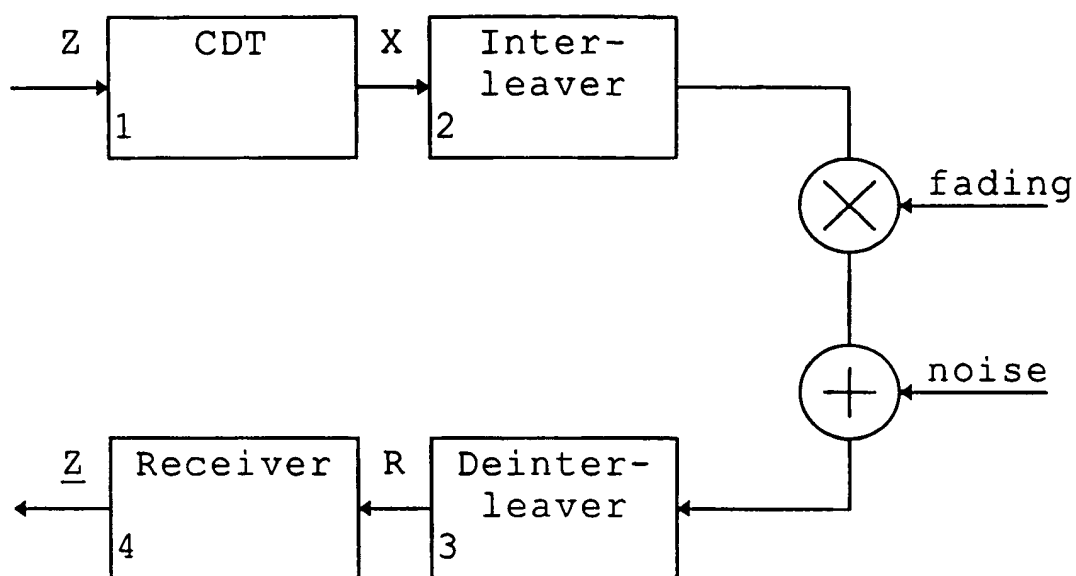 Z
CDT
1
X
Inter-
leaver
2
fading
noise
Z
Receiver
4
R
Deinter-
leaver
3